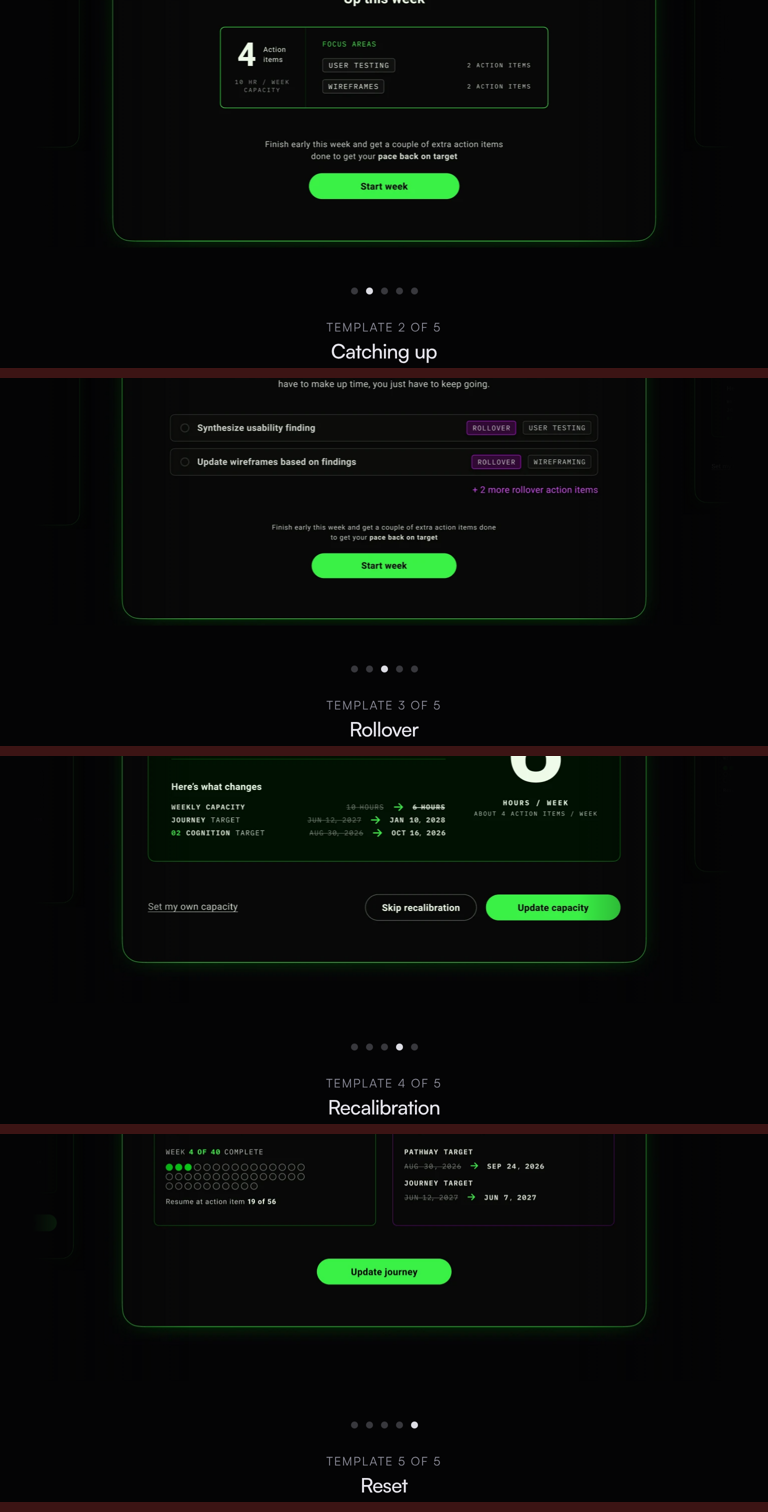 Up this week
4 Action items
10 HR / WEEK CAPACITY
FOCUS AREAS
USER TESTING 2 ACTION ITEMS
WIREFRAMES 2 ACTION ITEMS
Finish early this week and get a couple of extra action items
done to get your pace back on target
Start week
TEMPLATE 2 OF 5
Catching up
have to make up time, you just have to keep going.
Synthesize usability finding ROLLOVER USER TESTING
Update wireframes based on findings ROLLOVER WIREFRAMING
+ 2 more rollover action items
Finish early this week and get a couple of extra action items done
to get your pace back on target
Start week
TEMPLATE 3 OF 5
Rollover
Here's what changes
WEEKLY CAPACITY 10 HOURS → 6 HOURS
JOURNEY TARGET JUN 12, 2027 → JAN 10, 2028
02 COGNITION TARGET AUG 30, 2026 → OCT 16, 2026
HOURS / WEEK
ABOUT 4 ACTION ITEMS / WEEK
Set my own capacity
Skip recalibration
Update capacity
TEMPLATE 4 OF 5
Recalibration
WEEK 4 OF 40 COMPLETE
Resume at action item 19 of 56
PATHWAY TARGET
AUG 30, 2026 → SEP 24, 2026
JOURNEY TARGET
JUN 12, 2027 → JUN 7, 2027
Update journey
TEMPLATE 5 OF 5
Reset